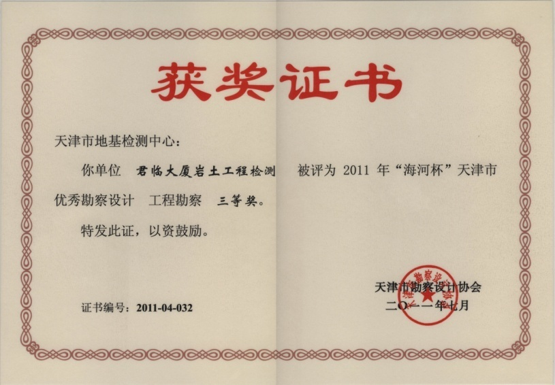 获奖证书
天津市地基检测中心：
你单位 君临大厦岩土工程检测 被评为 2011 年“海河杯”天津市
优秀勘察设计 工程勘察 三等奖。
特发此证，以资鼓励。
天津市勘察设计协会
二〇一一年七月
证书编号：2011-04-032